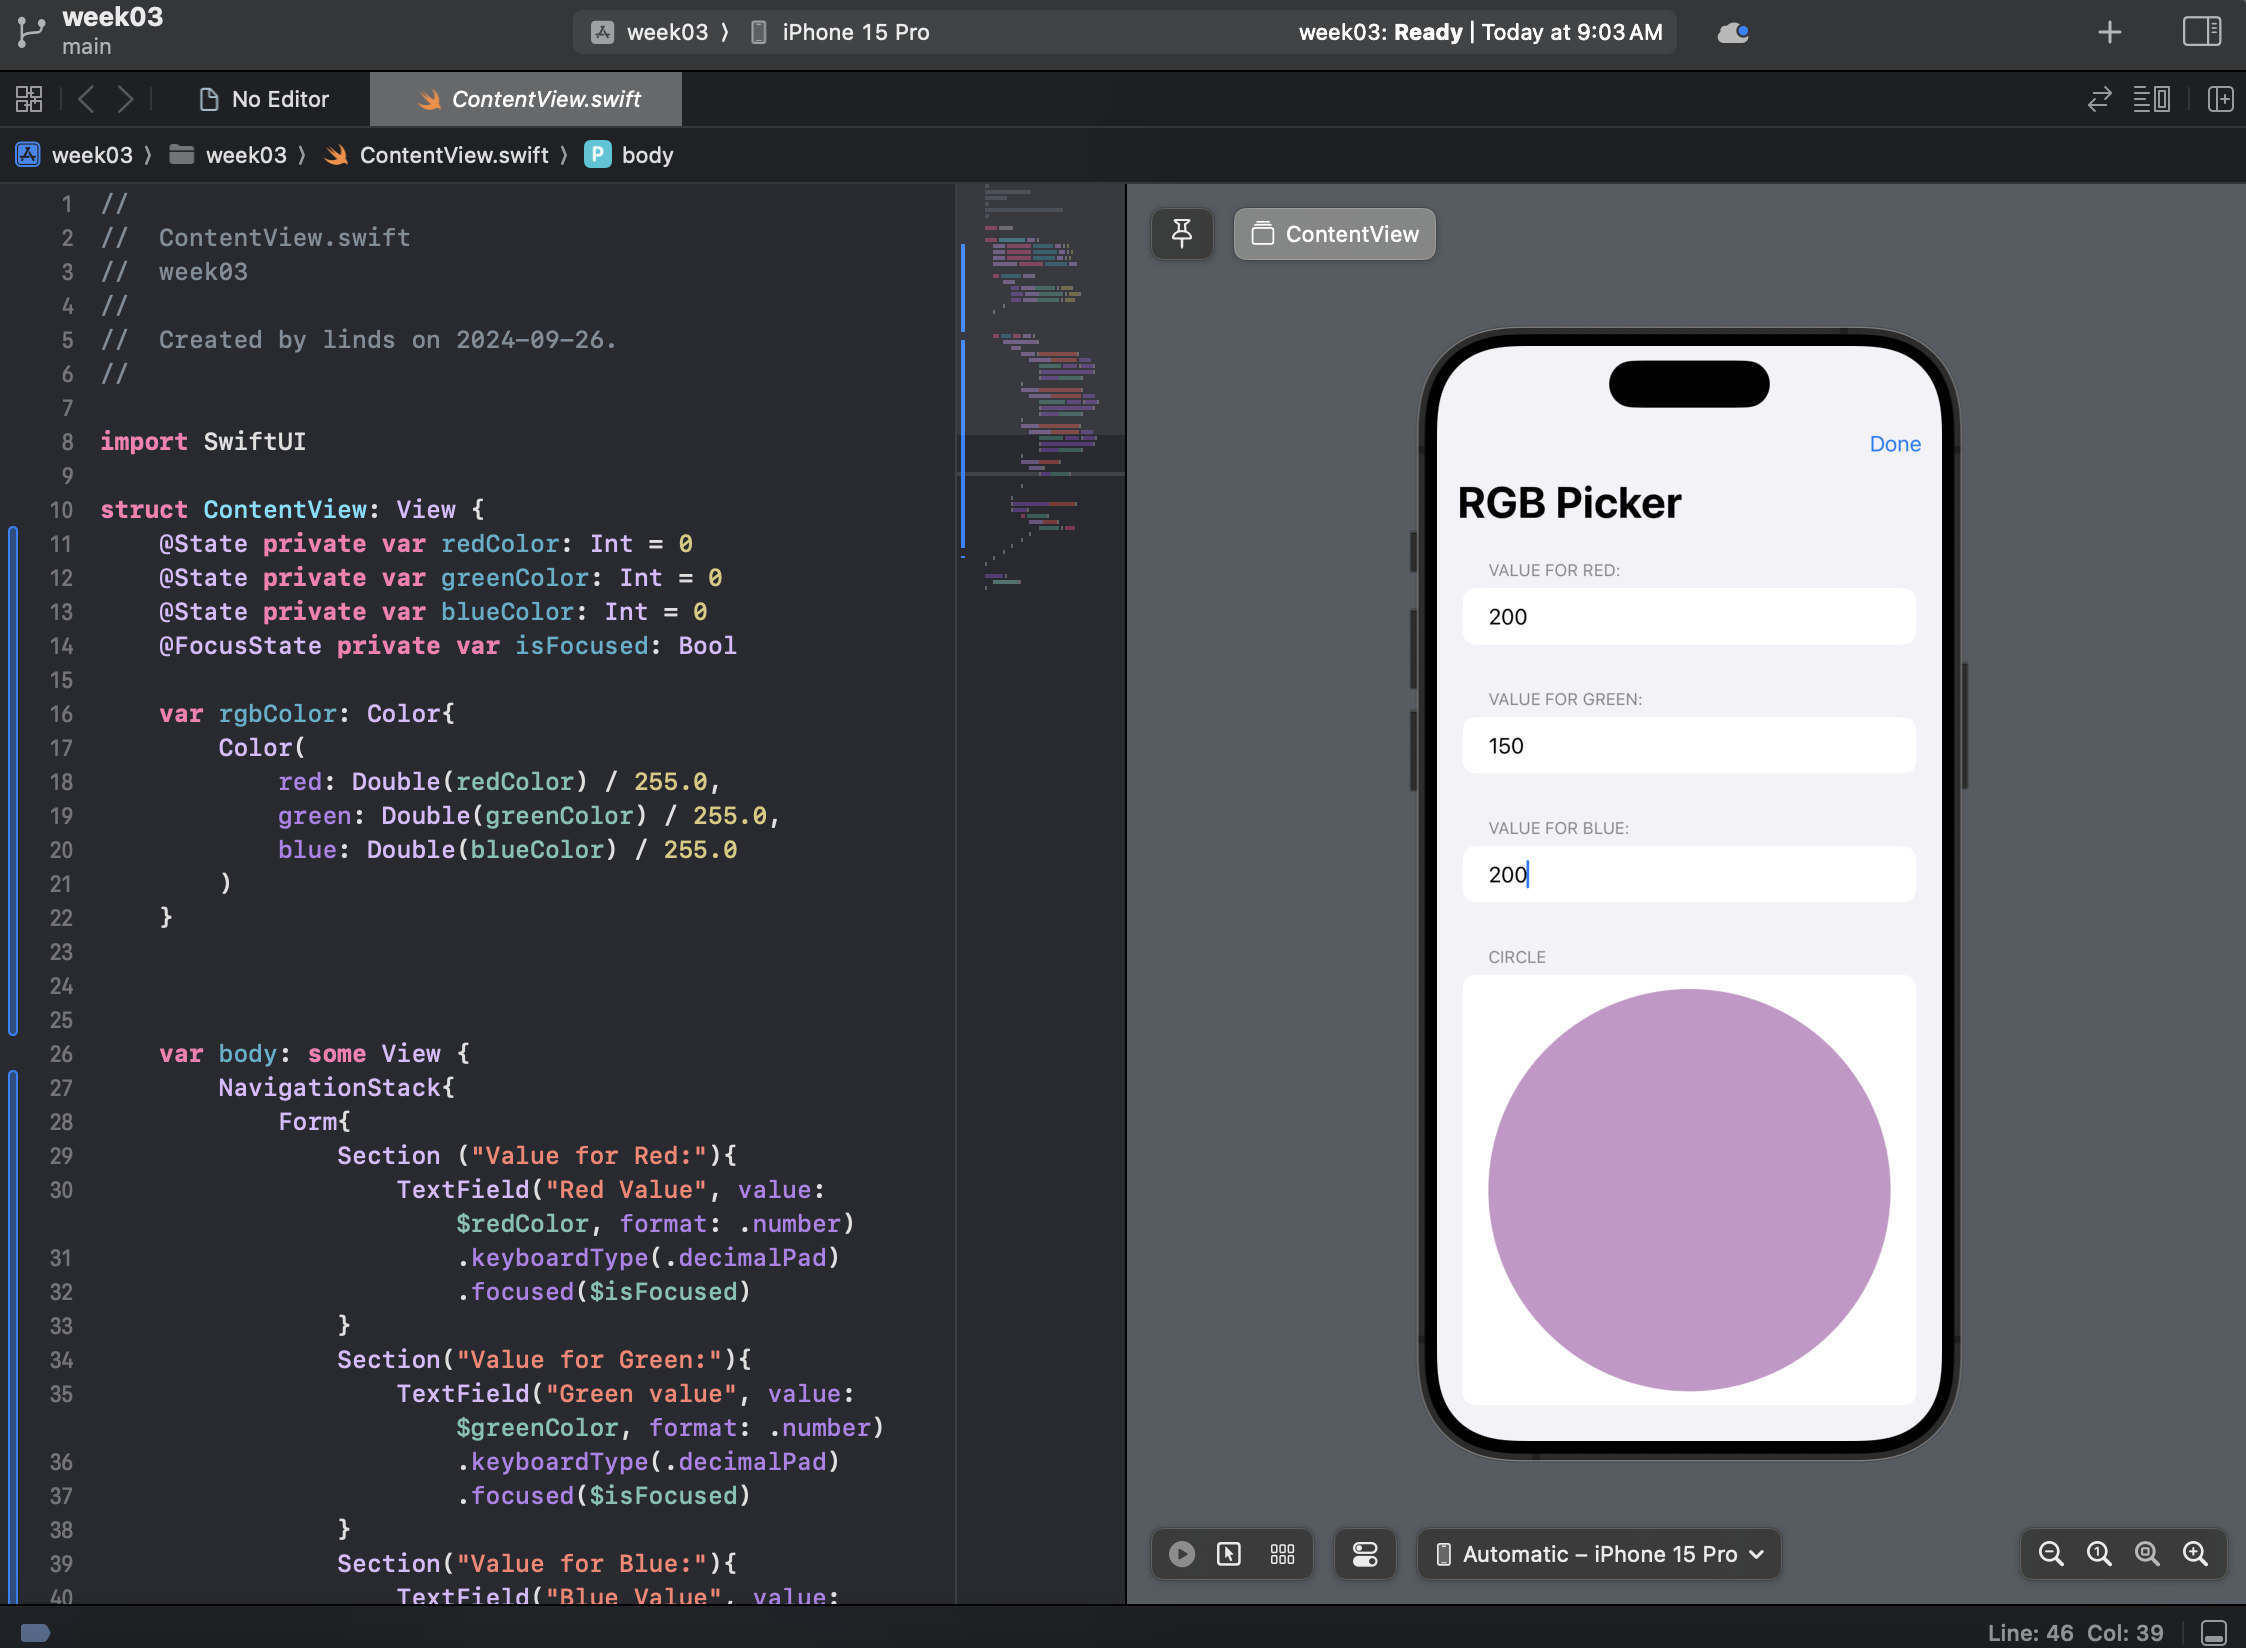 week03
main
week03 〉 iPhone 15 Pro
week03: Ready | Today at 9:03 AM
No Editor
ContentView.swift
week03 〉 week03 〉 ContentView.swift 〉 P body
1 //
2 //  ContentView.swift
3 //  week03
4 //
5 //  Created by linds on 2024-09-26.
6 //
7
8 import SwiftUI
9
10 struct ContentView: View {
11     @State private var redColor: Int = 0
12     @State private var greenColor: Int = 0
13     @State private var blueColor: Int = 0
14     @FocusState private var isFocused: Bool
15
16     var rgbColor: Color{
17         Color(
18             red: Double(redColor) / 255.0,
19             green: Double(greenColor) / 255.0,
20             blue: Double(blueColor) / 255.0
21         )
22     }
23
24
25
26     var body: some View {
27         NavigationStack{
28             Form{
29                 Section ("Value for Red:"){
30                     TextField("Red Value", value:
                        $redColor, format: .number)
31                         .keyboardType(.decimalPad)
32                         .focused($isFocused)
33                 }
34                 Section("Value for Green:"){
35                     TextField("Green value", value:
                        $greenColor, format: .number)
36                         .keyboardType(.decimalPad)
37                         .focused($isFocused)
38                 }
39                 Section("Value for Blue:"){
40                     TextField("Blue Value", value:
ContentView
Done
RGB Picker
VALUE FOR RED:
200
VALUE FOR GREEN:
150
VALUE FOR BLUE:
200
CIRCLE
Automatic – iPhone 15 Pro
Line: 46 Col: 39